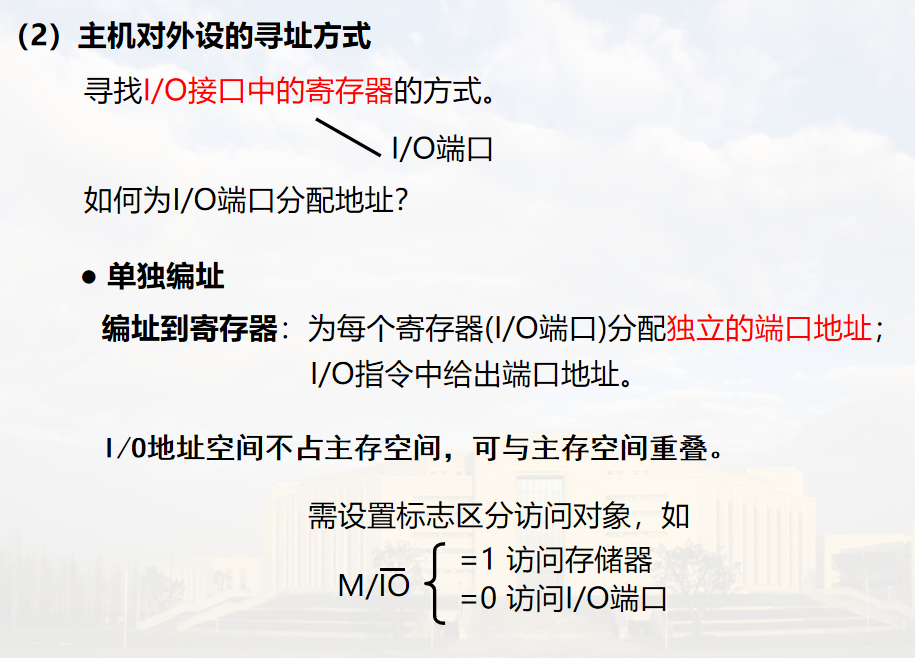 （2）主机对外设的寻址方式
寻找I/O接口中的寄存器的方式。
I/O端口
如何为I/O端口分配地址？
● 单独编址
编址到寄存器：为每个寄存器(I/O端口)分配独立的端口地址；
I/O指令中给出端口地址。
I/0地址空间不占主存空间，可与主存空间重叠。
需设置标志区分访问对象，如
=1 访问存储器
M/I̅O̅
=0 访问I/O端口